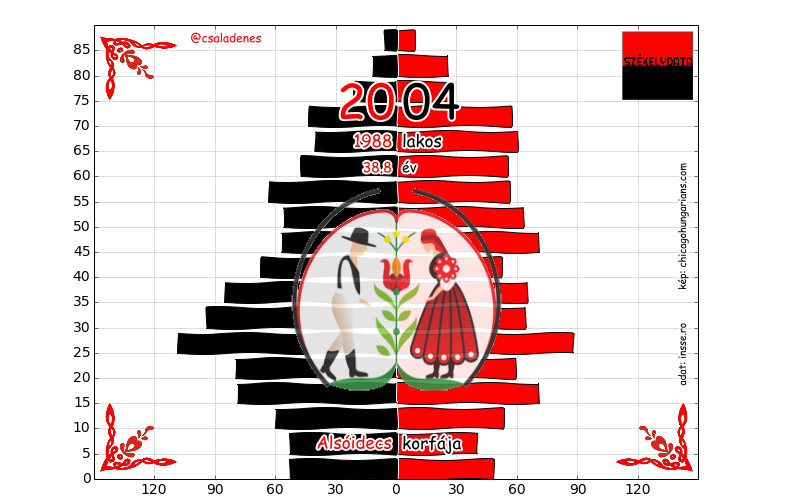 @csaladenes
SZÉKELYDATA
2004
1988 lakos
38.8 év
kép: chicagohungarians.com
adat: insse.ro
Alsóidecs korfája
85
80
75
70
65
60
55
50
45
40
35
30
25
20
15
10
5
0
120 90 60 30 0 30 60 90 120